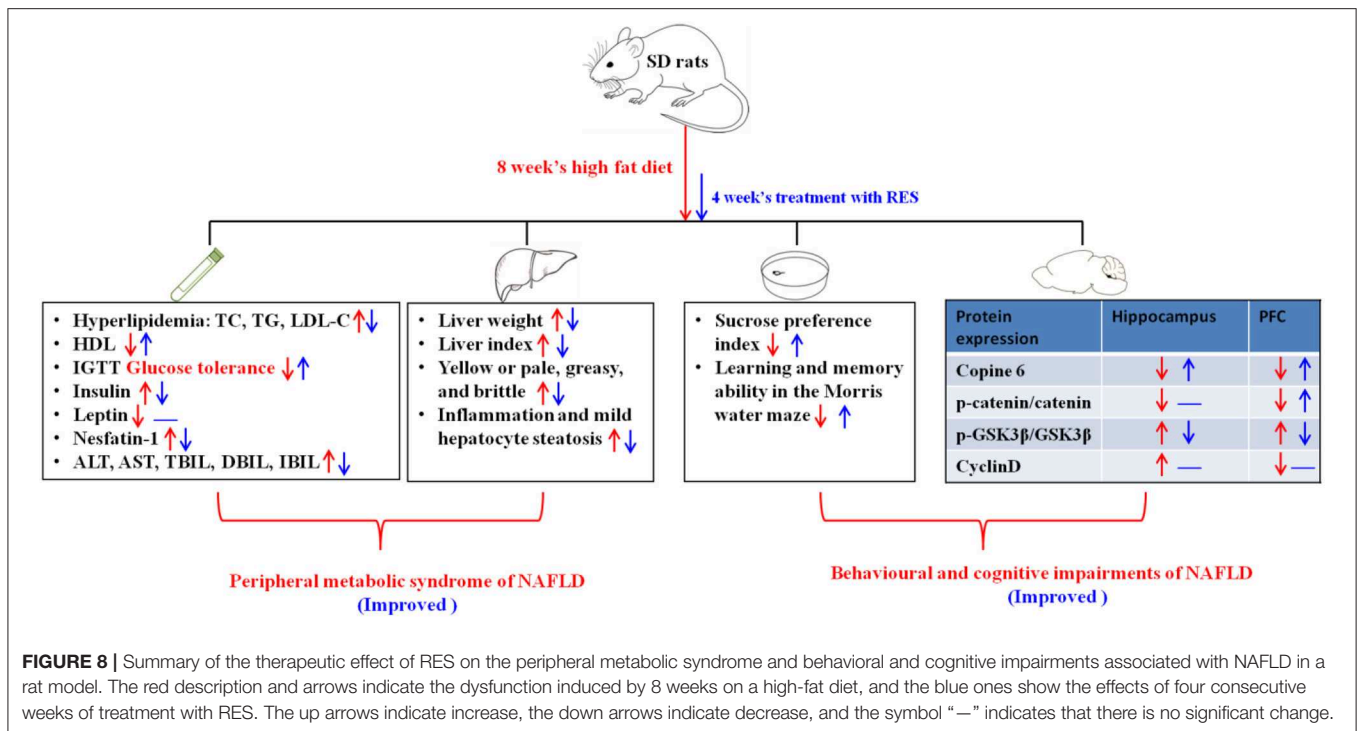 SD rats
8 week's high fat diet
4 week's treatment with RES
• Hyperlipidemia: TC, TG, LDL-C ↑↓
• HDL ↓↑
• IGTT Glucose tolerance ↓↑
• Insulin ↑↓
• Leptin ↓—
• Nesfatin-1 ↑↓
• ALT, AST, TBIL, DBIL, IBIL ↑↓
• Liver weight ↑↓
• Liver index ↑↓
• Yellow or pale, greasy,
and brittle ↑↓
• Inflammation and mild
hepatocyte steatosis ↑↓
• Sucrose preference
index ↓ ↑
• Learning and memory
ability in the Morris
water maze ↓ ↑
Protein expression Hippocampus PFC
Copine 6 ↓ ↑ ↓ ↑
p-catenin/catenin ↓ — ↓ ↑
p-GSK3β/GSK3β ↑ ↓ ↑ ↓
CyclinD ↑ — ↓ —
Peripheral metabolic syndrome of NAFLD
(Improved )
Behavioural and cognitive impairments of NAFLD
(Improved )
FIGURE 8 | Summary of the therapeutic effect of RES on the peripheral metabolic syndrome and behavioral and cognitive impairments associated with NAFLD in a
rat model. The red description and arrows indicate the dysfunction induced by 8 weeks on a high-fat diet, and the blue ones show the effects of four consecutive
weeks of treatment with RES. The up arrows indicate increase, the down arrows indicate decrease, and the symbol "—" indicates that there is no significant change.